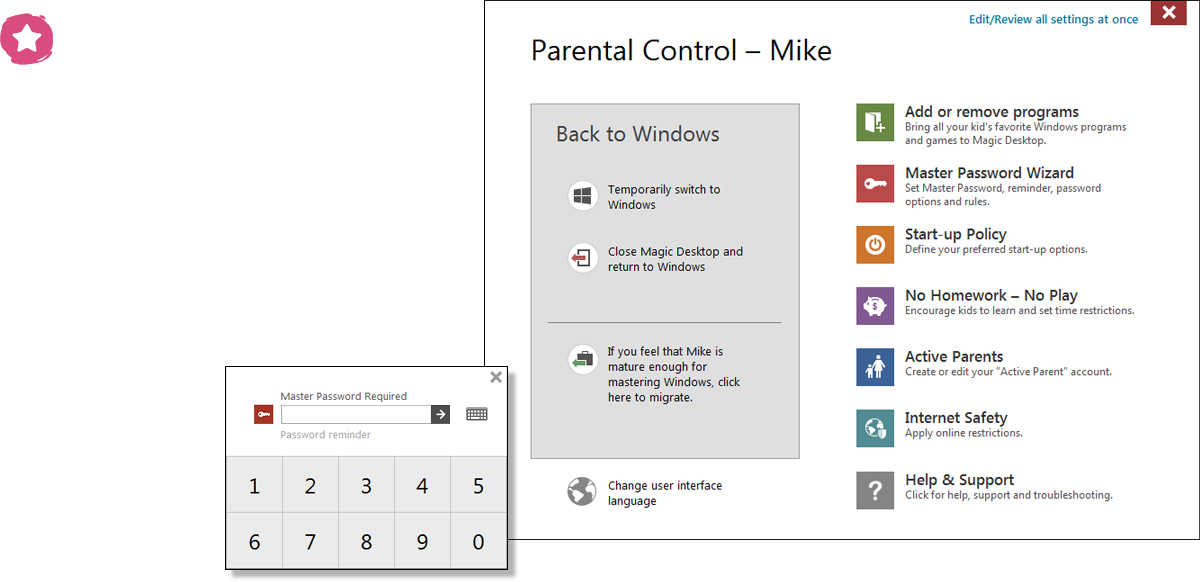 Edit/Review all settings at once
Parental Control – Mike
Back to Windows
Temporarily switch to
Windows
Close Magic Desktop and
return to Windows
If you feel that Mike is
mature enough for
mastering Windows, click
here to migrate.
Change user interface
language
Add or remove programs
Bring all your kid's favorite Windows programs
and games to Magic Desktop.
Master Password Wizard
Set Master Password, reminder, password
options and rules.
Start-up Policy
Define your preferred start-up options.
No Homework – No Play
Encourage kids to learn and set time restrictions.
Active Parents
Create or edit your "Active Parent" account.
Internet Safety
Apply online restrictions.
Help & Support
Click for help, support and troubleshooting.
Master Password Required
Password reminder
1 2 3 4 5
6 7 8 9 0